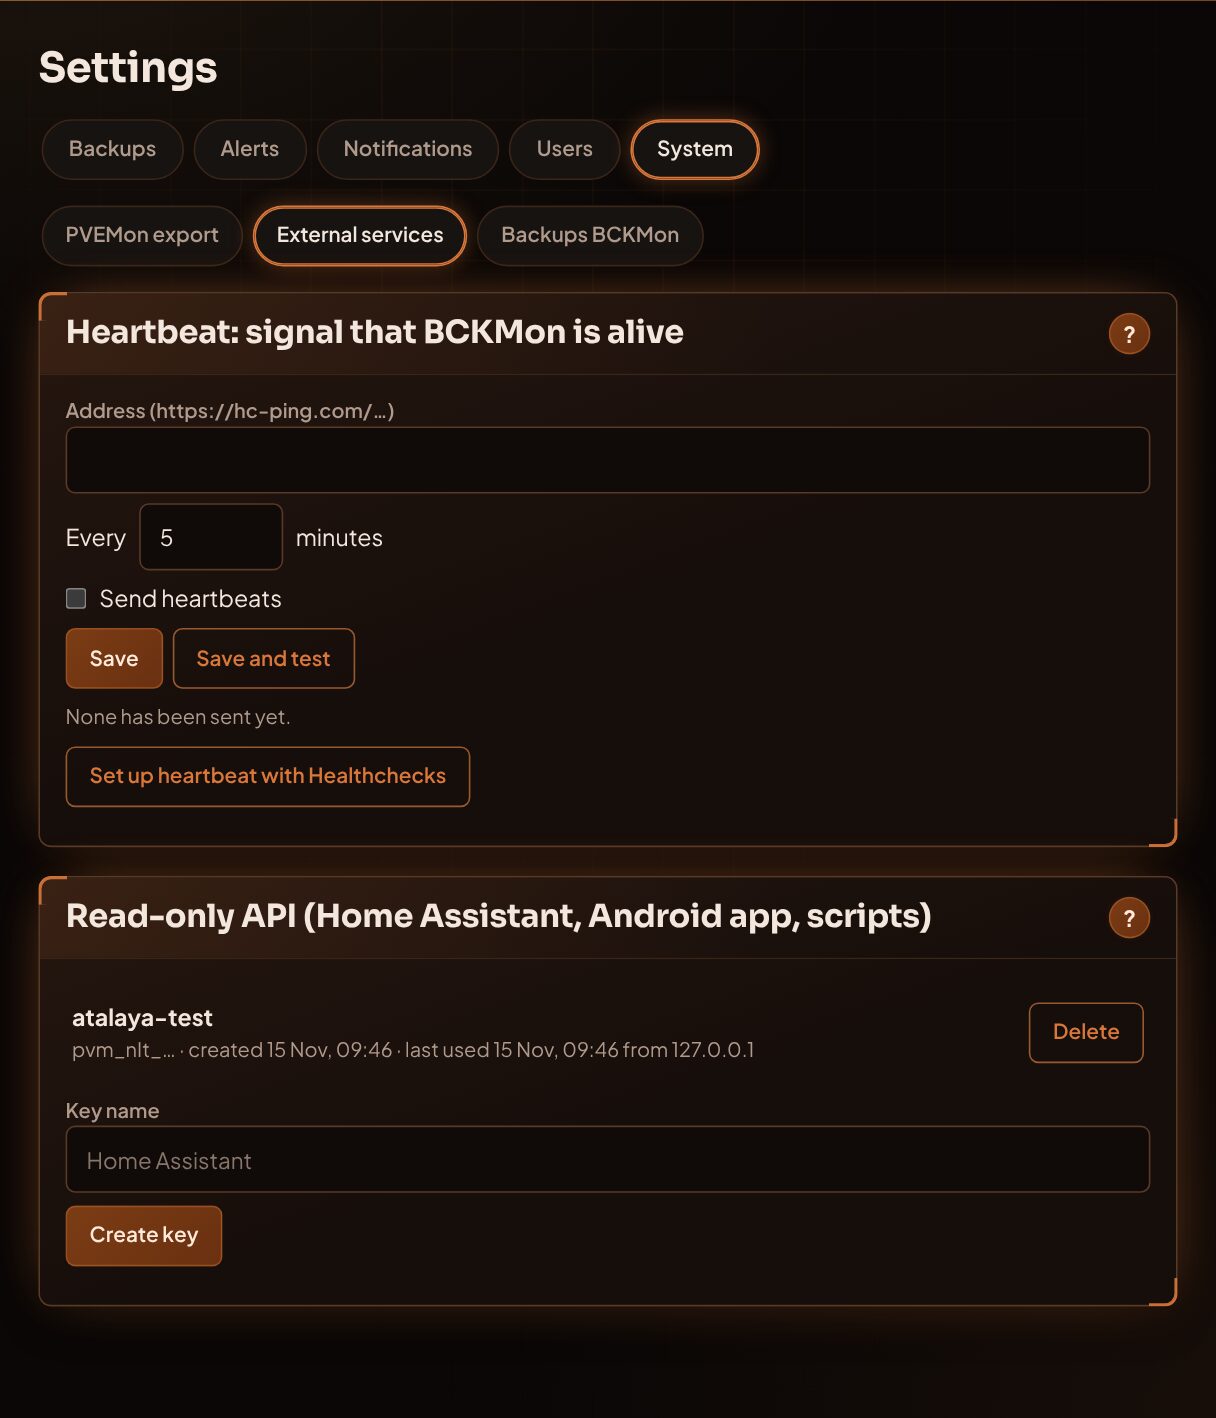 Settings
Backups Alerts Notifications Users System
PVEMon export External services Backups BCKMon
Heartbeat: signal that BCKMon is alive ?
Address (https://hc-ping.com/…)
Every 5 minutes
Send heartbeats
Save Save and test
None has been sent yet.
Set up heartbeat with Healthchecks
Read-only API (Home Assistant, Android app, scripts) ?
atalaya-test
pvm_nlt_… · created 15 Nov, 09:46 · last used 15 Nov, 09:46 from 127.0.0.1
Delete
Key name
Home Assistant
Create key